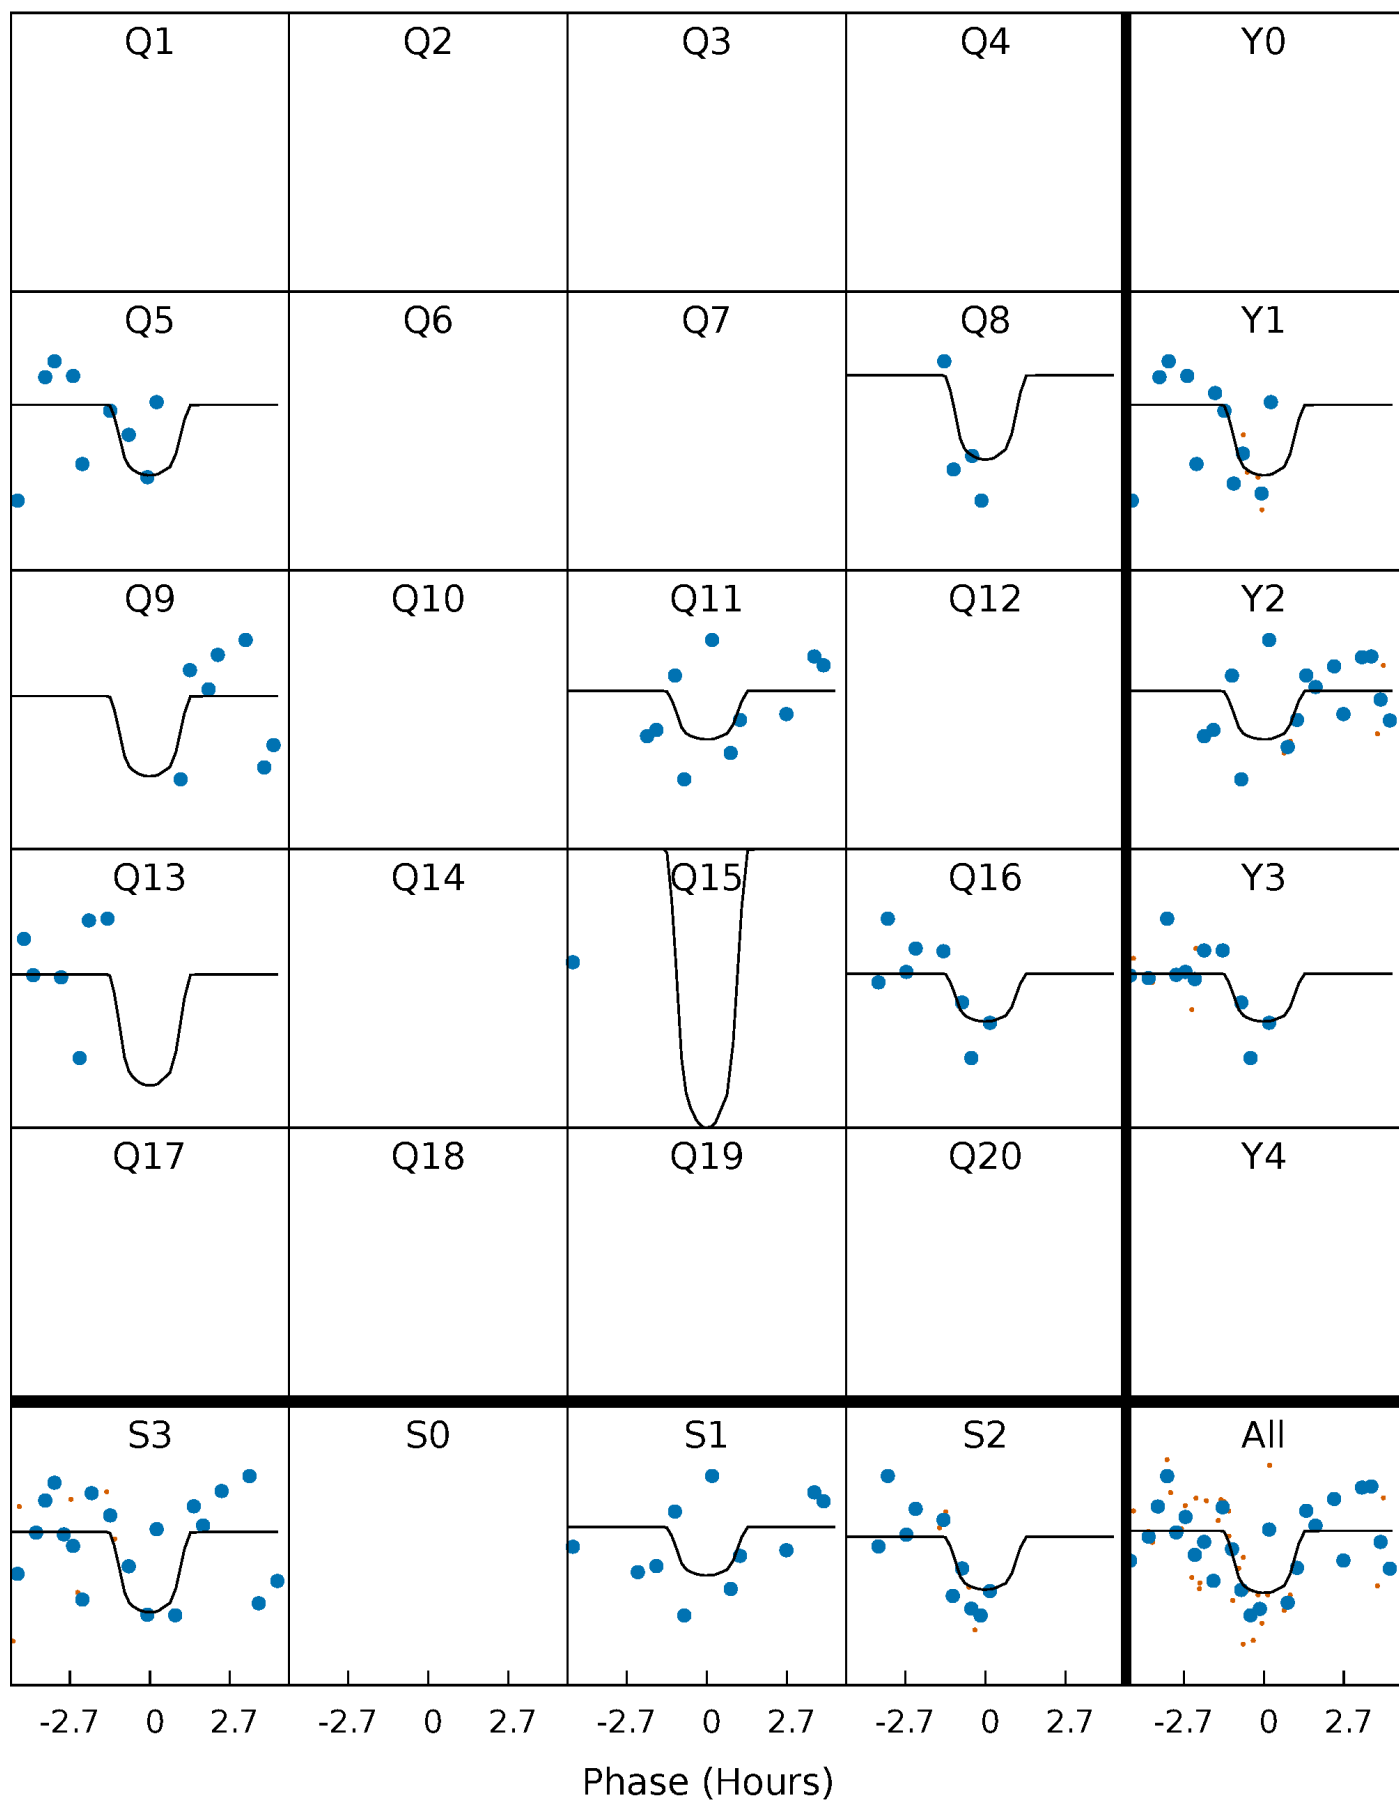 Q1 Q2 Q3 Q4 Y0
Q5 Q6 Q7 Q8 Y1
Q9 Q10 Q11 Q12 Y2
Q13 Q14 Q15 Q16 Y3
Q17 Q18 Q19 Q20 Y4
S3 S0 S1 S2 All
-2.7 0 2.7 -2.7 0 2.7 -2.7 0 2.7 -2.7 0 2.7 -2.7 0 2.7
Phase (Hours)